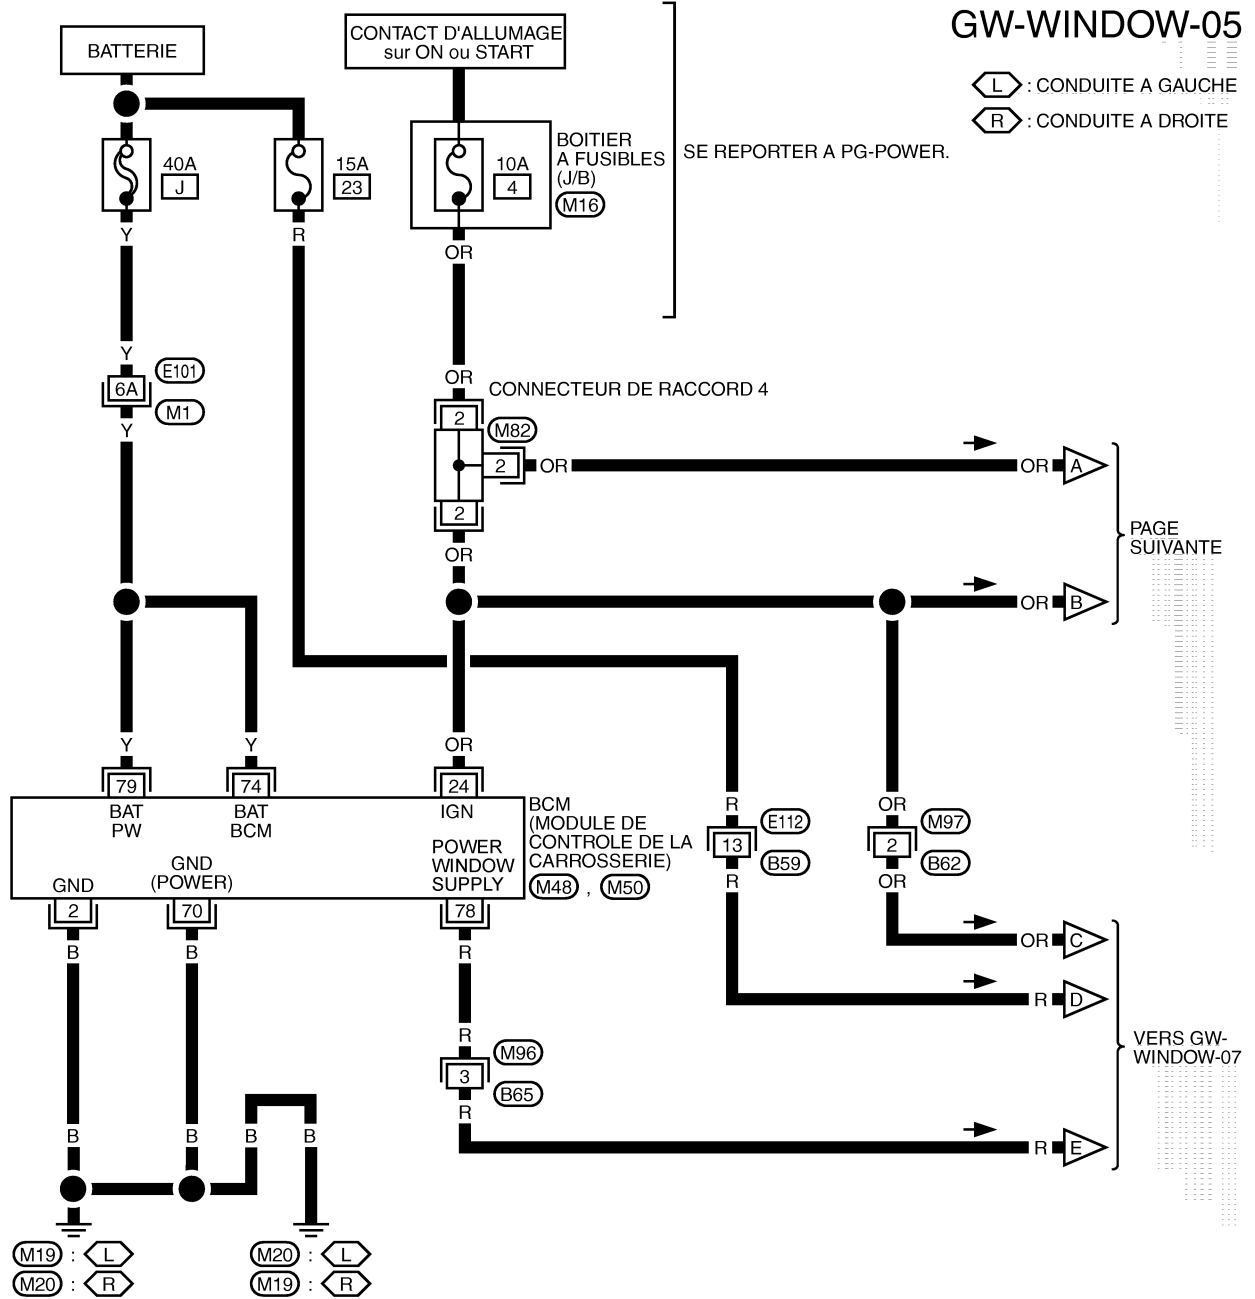 GW-WINDOW-05
BATTERIE
CONTACT D'ALLUMAGE
sur ON ou START
L : CONDUITE A GAUCHE
R : CONDUITE A DROITE
40A
J
15A
23
10A
4
BOITIER
A FUSIBLES
(J/B)
M16
SE REPORTER A PG-POWER.
Y
R
OR
Y
OR
6A
E101
M1
Y
CONNECTEUR DE RACCORD 4
2
M82
2
OR
OR
A
2
OR
PAGE
SUIVANTE
OR
B
Y
Y
OR
79
74
24
BAT
PW
BAT
BCM
IGN
BCM
(MODULE DE
CONTROLE DE LA
CARROSSERIE)
M48 , M50
POWER
WINDOW
SUPPLY
GND
GND
(POWER)
2
70
78
R
13
E112
B59
R
OR
2
M97
B62
OR
B
B
R
OR
C
R
D
R
3
M96
B65
R
VERS GW-
WINDOW-07
R
E
B
B
B
B
M19 : L
M20 : R
M20 : L
M19 : R